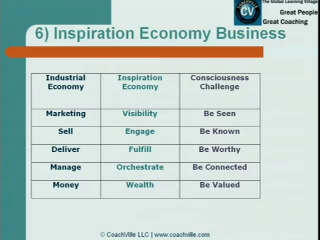 The Global Learning Village
CV
Great People
Great Coaching
6) Inspiration Economy Business
Industrial Economy
Inspiration Economy
Consciousness Challenge
Marketing
Visibility
Be Seen
Sell
Engage
Be Known
Deliver
Fulfill
Be Worthy
Manage
Orchestrate
Be Connected
Money
Wealth
Be Valued
© CoachVille LLC | www.coachville.com